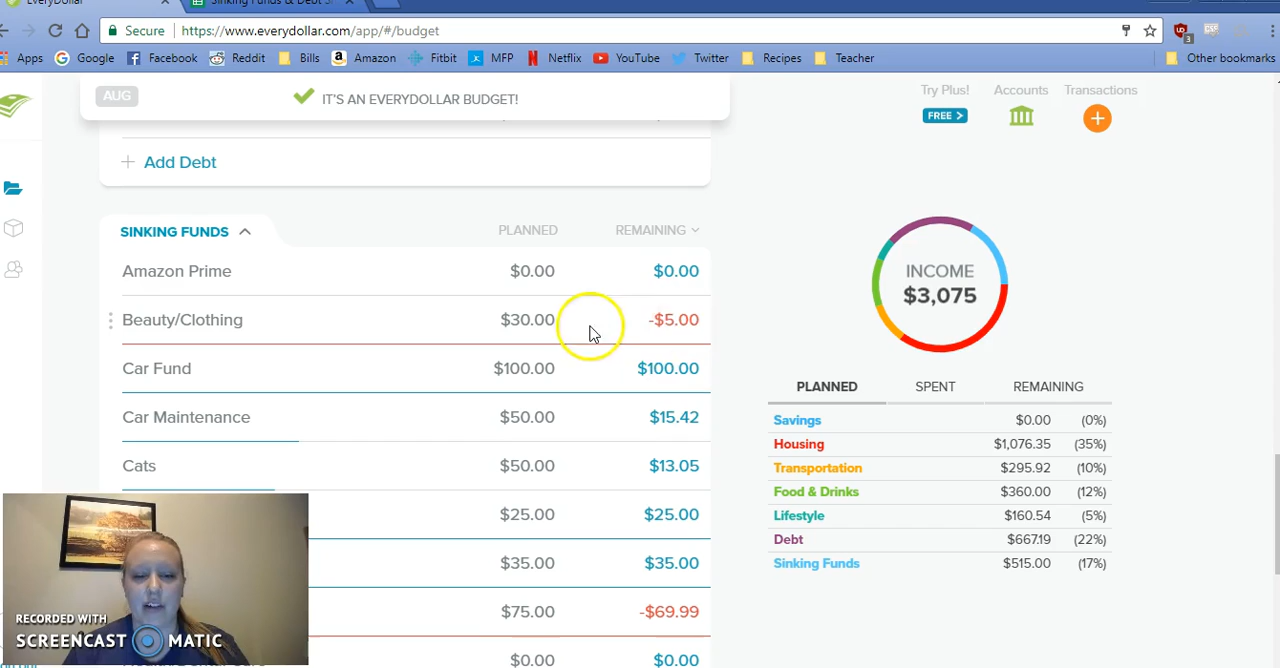 EveryDollar
Sinking Funds & Debt S
Secure
https://www.everydollar.com/app/#/budget
Apps Google Facebook Reddit Bills Amazon Fitbit MFP Netflix YouTube Twitter Recipes Teacher Other bookmarks
AUG
IT'S AN EVERYDOLLAR BUDGET!
Try Plus! Accounts Transactions
FREE >
+ Add Debt
SINKING FUNDS PLANNED REMAINING
Amazon Prime $0.00 $0.00
Beauty/Clothing $30.00 -$5.00
Car Fund $100.00 $100.00
Car Maintenance $50.00 $15.42
Cats $50.00 $13.05
$25.00 $25.00
$35.00 $35.00
$75.00 -$69.99
$0.00 $0.00
INCOME
$3,075
PLANNED SPENT REMAINING
Savings $0.00 (0%)
Housing $1,076.35 (35%)
Transportation $295.92 (10%)
Food & Drinks $360.00 (12%)
Lifestyle $160.54 (5%)
Debt $667.19 (22%)
Sinking Funds $515.00 (17%)
RECORDED WITH
SCREENCAST MATIC